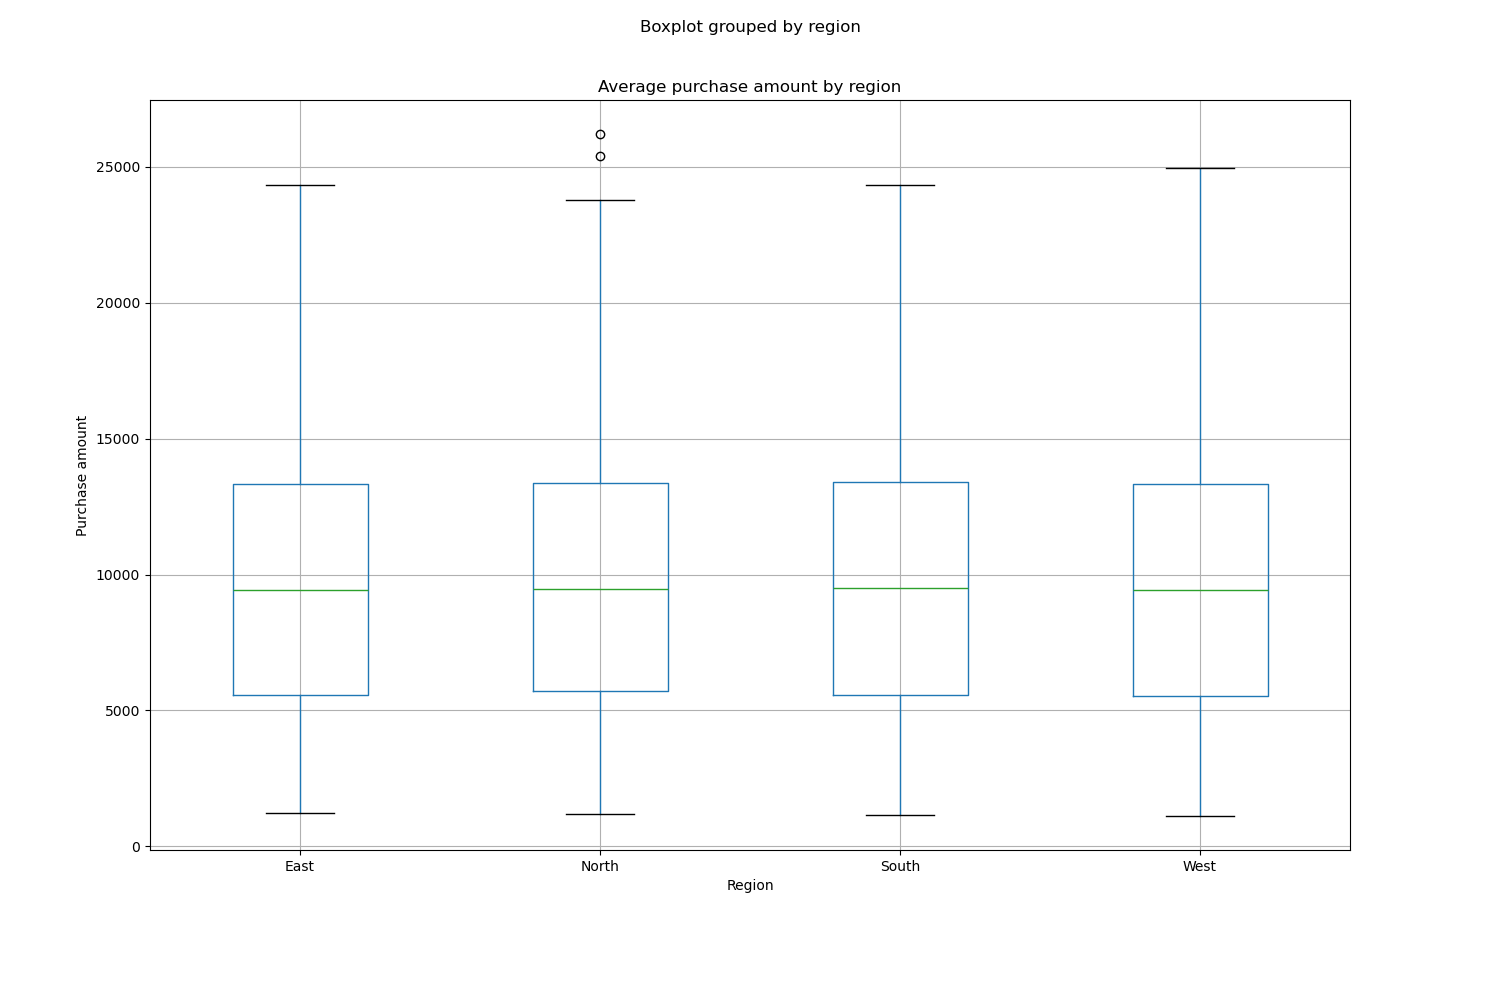 Boxplot grouped by region
Average purchase amount by region
25000
20000
15000
10000
5000
0
Purchase amount
East North South West
Region